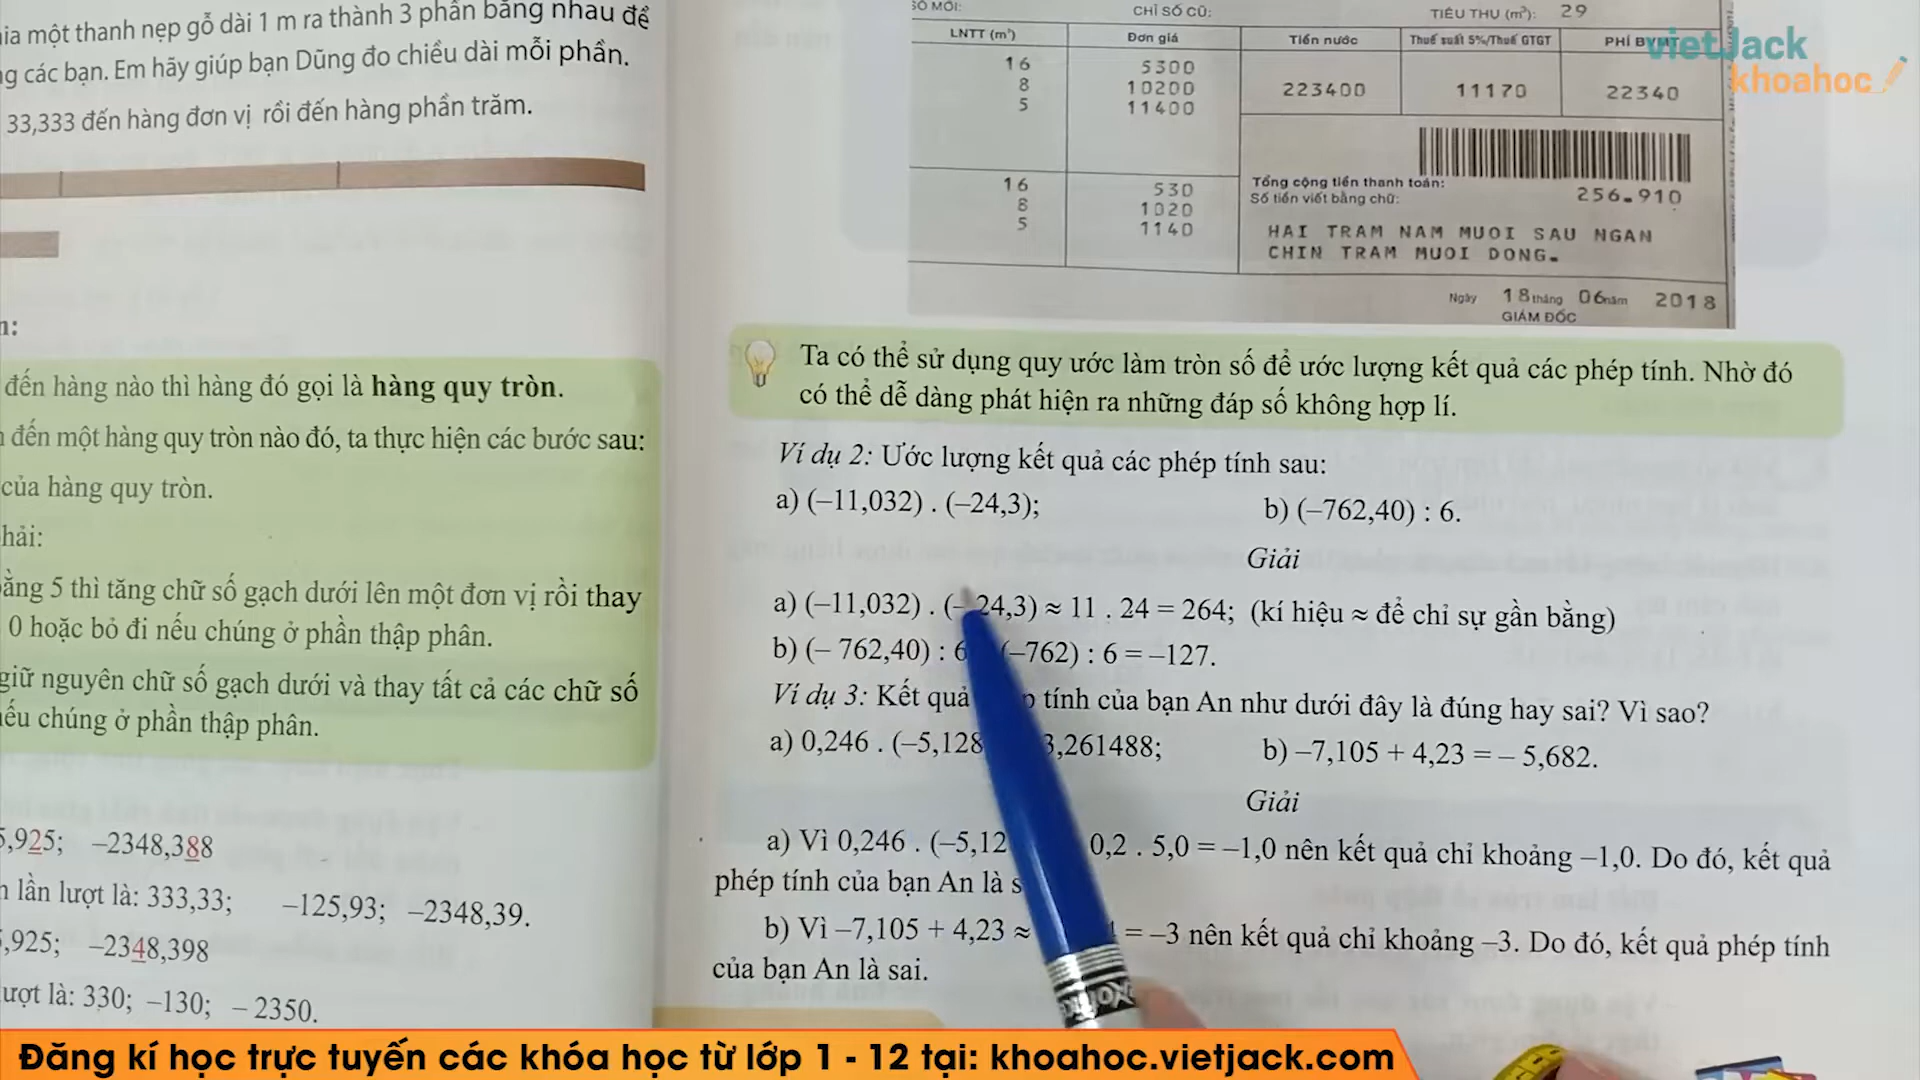 ia một thanh nẹp gỗ dài 1 m ra thành 3 phần bằng nhau để
g các bạn. Em hãy giúp bạn Dũng đo chiều dài mỗi phần.
33,333 đến hàng đơn vị rồi đến hàng phần trăm.
n:
đến hàng nào thì hàng đó gọi là hàng quy tròn.
đến một hàng quy tròn nào đó, ta thực hiện các bước sau:
của hàng quy tròn.
hải:
bằng 5 thì tăng chữ số gạch dưới lên một đơn vị rồi thay
0 hoặc bỏ đi nếu chúng ở phần thập phân.
giữ nguyên chữ số gạch dưới và thay tất cả các chữ số
nếu chúng ở phần thập phân.
5,925; –2348,388
lần lượt là: 333,33; –125,93; –2348,39.
,925; –2348,398
lượt là: 330; –130; – 2350.
SỐ MỚI: CHỈ SỐ CŨ: TIÊU THỤ (m³): 29
LNTT (m³) Đơn giá Tiền nước Thuế suất 5%/Thuế GTGT PHÍ BVMT
16 5300
8 10200 223400 11170 22340
5 11400
16 530 Tổng cộng tiền thanh toán: 256.910
8 1020 Số tiền viết bằng chữ:
5 1140 HAI TRAM NAM MUOI SAU NGAN
CHIN TRAM MUOI DONG.
Ngày 18 tháng 06 năm 2018
GIÁM ĐỐC
vietJack
khoahoc
Ta có thể sử dụng quy ước làm tròn số để ước lượng kết quả các phép tính. Nhờ đó
có thể dễ dàng phát hiện ra những đáp số không hợp lí.
Ví dụ 2: Ước lượng kết quả các phép tính sau:
a) (–11,032) . (–24,3); b) (–762,40) : 6.
Giải
a) (–11,032) . (–24,3) ≈ 11 . 24 = 264; (kí hiệu ≈ để chỉ sự gần bằng)
b) (– 762,40) : 6 (–762) : 6 = –127.
Ví dụ 3: Kết quả tính của bạn An như dưới đây là đúng hay sai? Vì sao?
a) 0,246 . (–5,128 3,261488; b) –7,105 + 4,23 = – 5,682.
Giải
a) Vì 0,246 . (–5,12 0,2 . 5,0 = –1,0 nên kết quả chỉ khoảng –1,0. Do đó, kết quả
phép tính của bạn An là s
b) Vì –7,105 + 4,23 ≈ = –3 nên kết quả chỉ khoảng –3. Do đó, kết quả phép tính
của bạn An là sai.
Đăng kí học trực tuyến các khóa học từ lớp 1 - 12 tại: khoahoc.vietjack.com